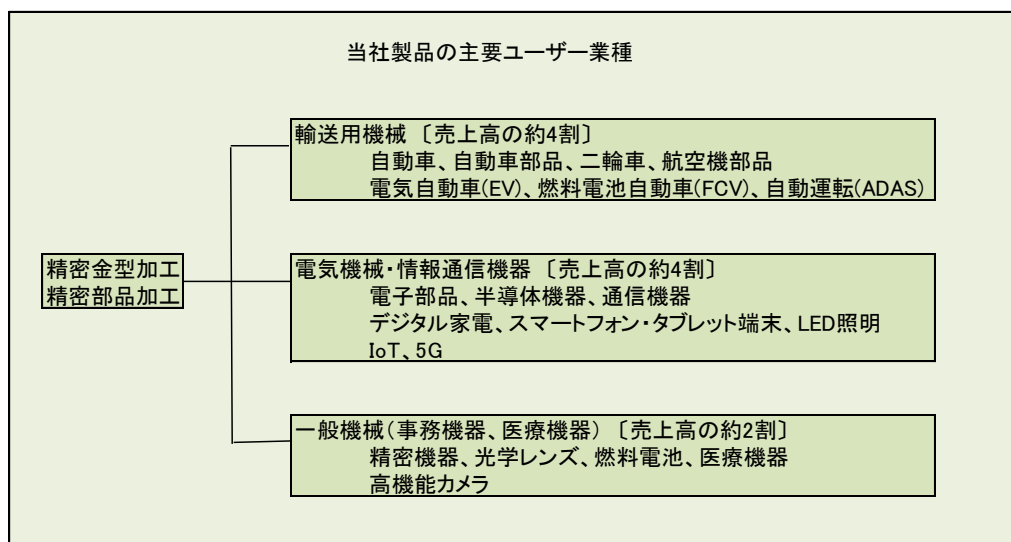 当社製品の主要ユーザー業種
輸送用機械 〔売上高の約4割〕
自動車、自動車部品、二輪車、航空機部品
電気自動車(EV)、燃料電池自動車(FCV)、自動運転(ADAS)
精密金型加工
精密部品加工
電気機械・情報通信機器 〔売上高の約4割〕
電子部品、半導体機器、通信機器
デジタル家電、スマートフォン・タブレット端末、LED照明
IoT、5G
一般機械(事務機器、医療機器) 〔売上高の約2割〕
精密機器、光学レンズ、燃料電池、医療機器
高機能カメラ